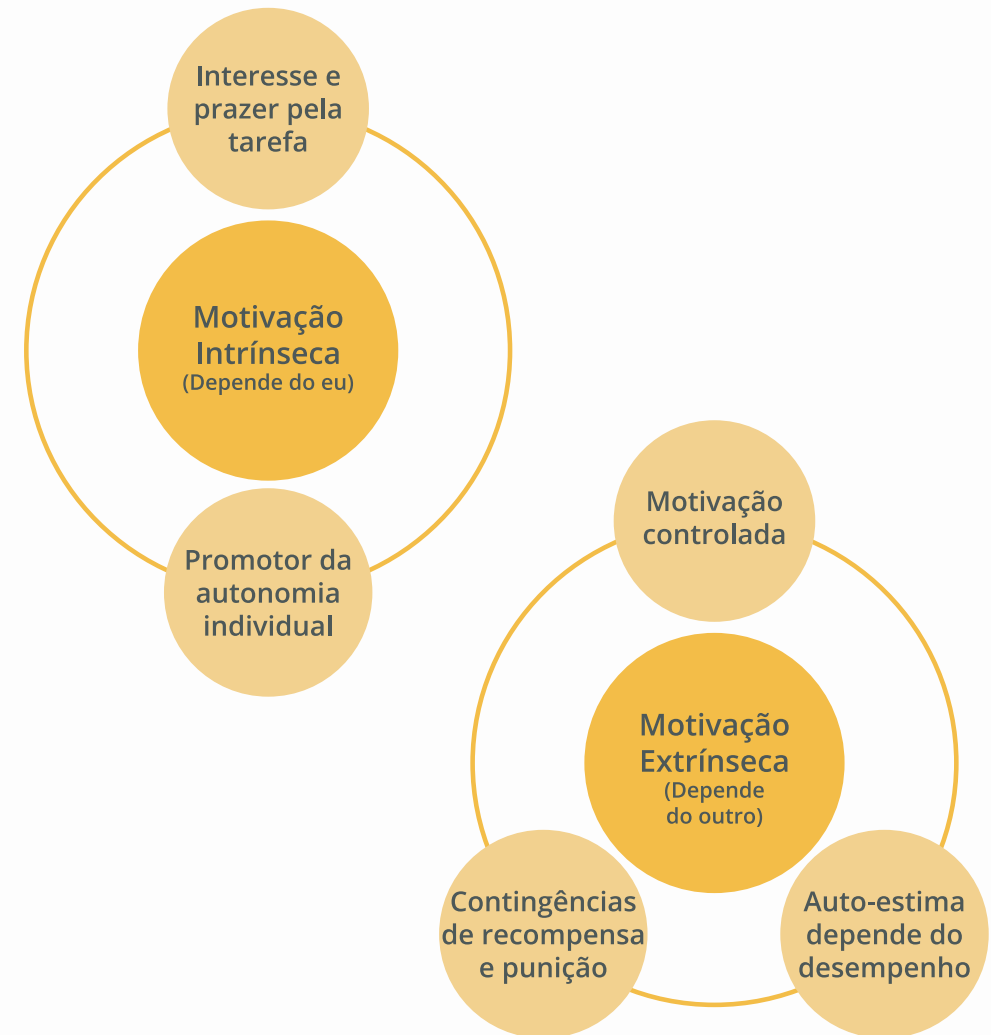 Interesse e
prazer pela
tarefa
Motivação
Intrínseca
(Depende do eu)
Promotor da
autonomia
individual
Motivação
controlada
Motivação
Extrínseca
(Depende
do outro)
Contingências
de recompensa
e punição
Auto-estima
depende do
desempenho